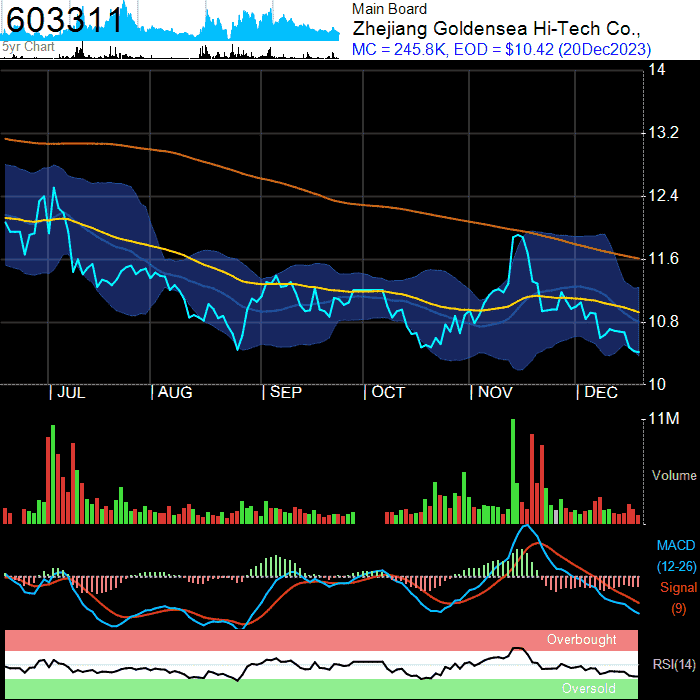 603311
5yr Chart
Main Board
Zhejiang Goldensea Hi-Tech Co.,
MC = 245.8K, EOD = $10.42 (20Dec2023)
14
13.2
12.4
11.6
10.8
10
| JUL | AUG | SEP | OCT | NOV | DEC
11M
Volume
MACD
(12-26)
Signal
(9)
Overbought
RSI(14)
Oversold